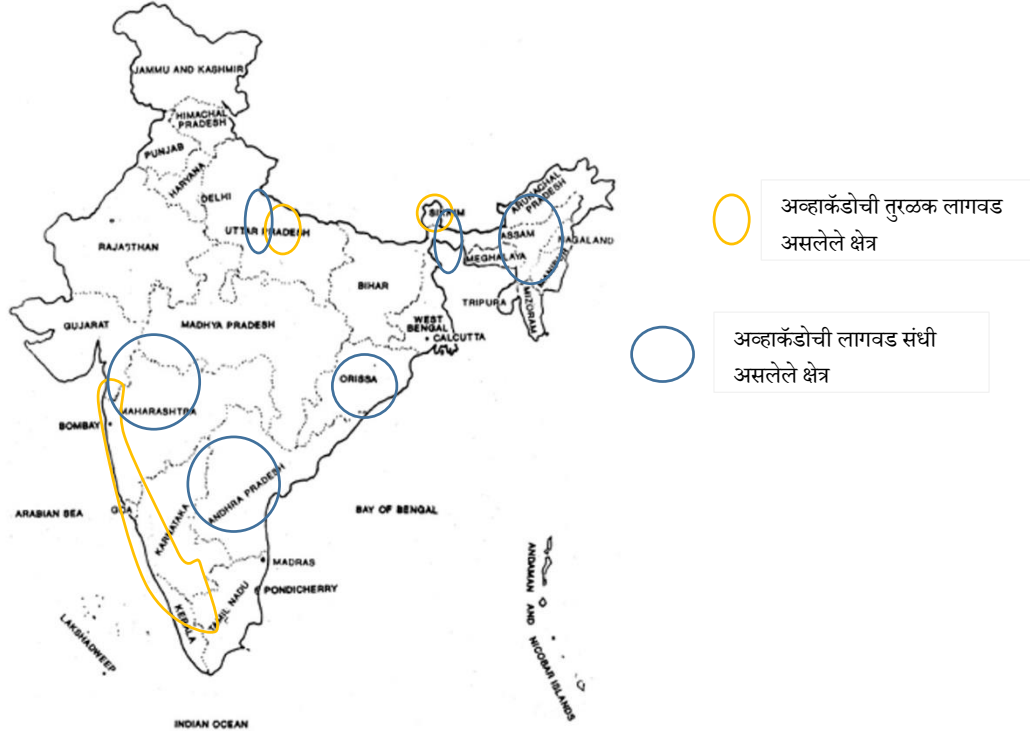 JAMMU AND KASHMIR
HIMACHAL
PRADESH
PUNJAB
HARYANA
DELHI
UTTAR PRADESH
RAJASTHAN
SIKKIM
ARUNACHAL
PRADESH
ASSAM
NAGALAND
MEGHALAYA
MANIPUR
BIHAR
TRIPURA
MIZORAM
GUJARAT
MADHYA PRADESH
WEST
BENGAL
CALCUTTA
ORISSA
MAHARASHTRA
BOMBAY
ANDHRA PRADESH
ARABIAN SEA
GOA
KARNATAKA
BAY OF BENGAL
MADRAS
PONDICHERRY
TAMIL NADU
KERALA
LAKSHADWEEP
ANDAMAN AND NICOBAR ISLANDS
INDIAN OCEAN
अव्हाकॅडोची तुरळक लागवड
असलेले क्षेत्र
अव्हाकॅडोची लागवड संधी
असलेले क्षेत्र